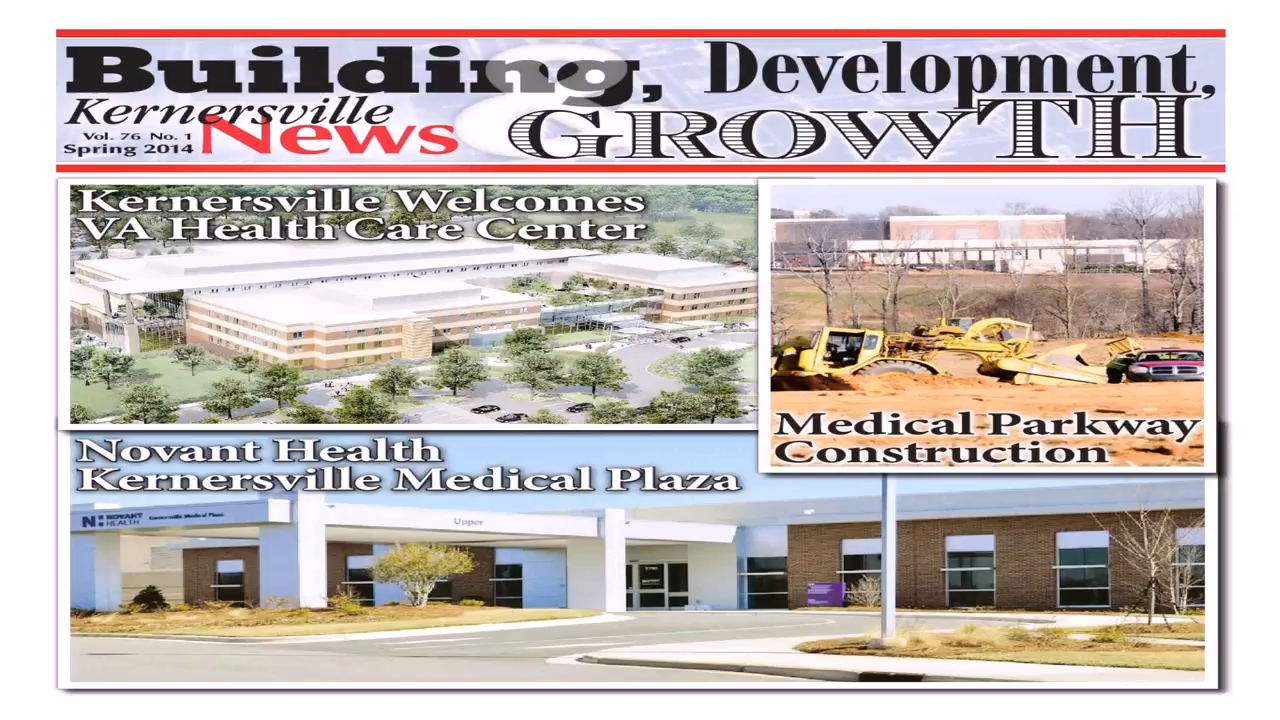 Building, Development,
&
GROWTH
Kernersville
News
Vol. 76 No. 1
Spring 2014
Kernersville Welcomes
VA Health Care Center
Medical Parkway
Construction
Novant Health
Kernersville Medical Plaza
N NOVANT
HEALTH
Kernersville Medical Plaza
Upper